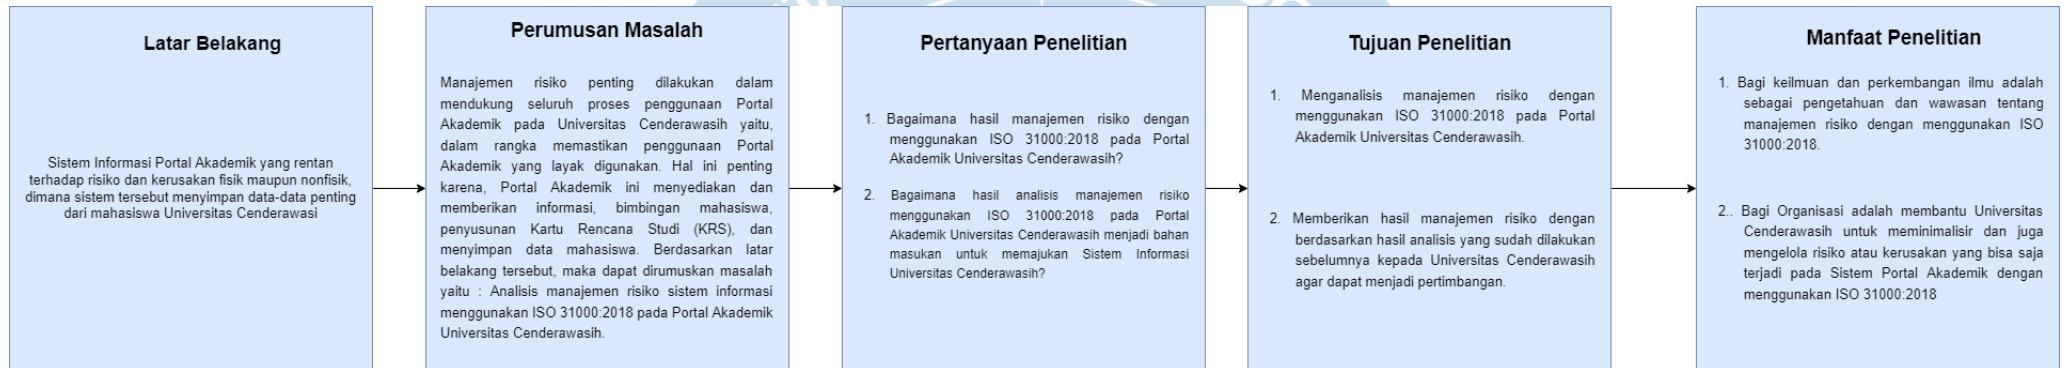 Latar Belakang
Sistem Informasi Portal Akademik yang rentan
terhadap risiko dan kerusakan fisik maupun nonfisik,
dimana sistem tersebut menyimpan data-data penting
dari mahasiswa Universitas Cenderawasi
Perumusan Masalah
Manajemen risiko penting dilakukan dalam
mendukung seluruh proses penggunaan Portal
Akademik pada Universitas Cenderawasih yaitu,
dalam rangka memastikan penggunaan Portal
Akademik yang layak digunakan. Hal ini penting
karena, Portal Akademik ini menyediakan dan
memberikan informasi, bimbingan mahasiswa,
penyusunan Kartu Rencana Studi (KRS), dan
menyimpan data mahasiswa. Berdasarkan latar
belakang tersebut, maka dapat dirumuskan masalah
yaitu : Analisis manajemen risiko sistem informasi
menggunakan ISO 31000:2018 pada Portal Akademik
Universitas Cenderawasih.
Pertanyaan Penelitian
1. Bagaimana hasil manajemen risiko dengan
menggunakan ISO 31000:2018 pada Portal
Akademik Universitas Cenderawasih?
2. Bagaimana hasil analisis manajemen risiko
menggunakan ISO 31000:2018 pada Portal
Akademik Universitas Cenderawasih menjadi bahan
masukan untuk memajukan Sistem Informasi
Universitas Cenderawasih?
Tujuan Penelitian
1. Menganalisis manajemen risiko dengan
menggunakan ISO 31000:2018 pada Portal
Akademik Universitas Cenderawasih.
2. Memberikan hasil manajemen risiko dengan
berdasarkan hasil analisis yang sudah dilakukan
sebelumnya kepada Universitas Cenderawasih
agar dapat menjadi pertimbangan.
Manfaat Penelitian
1. Bagi keilmuan dan perkembangan ilmu adalah
sebagai pengetahuan dan wawasan tentang
manajemen risiko dengan menggunakan ISO
31000:2018.
2.. Bagi Organisasi adalah membantu Universitas
Cenderawasih untuk meminimalisir dan juga
mengelola risiko atau kerusakan yang bisa saja
terjadi pada Sistem Portal Akademik dengan
menggunakan ISO 31000:2018